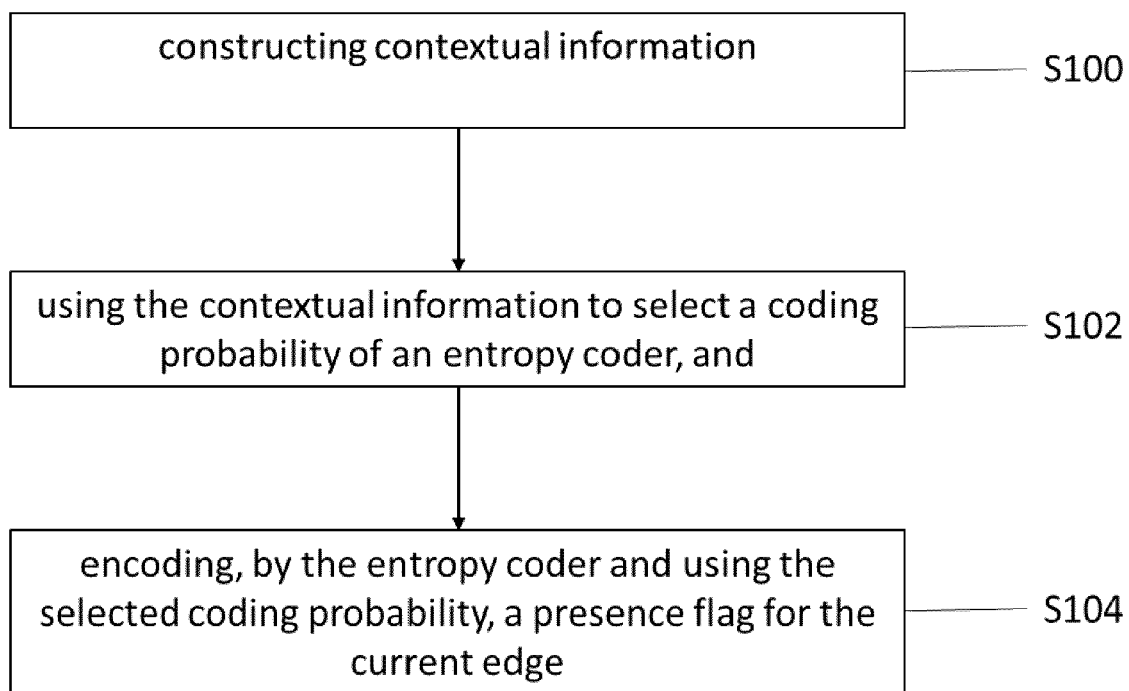 constructing contextual information
S100
using the contextual information to select a coding
probability of an entropy coder, and
S102
encoding, by the entropy coder and using the
selected coding probability, a presence flag for the
current edge
S104